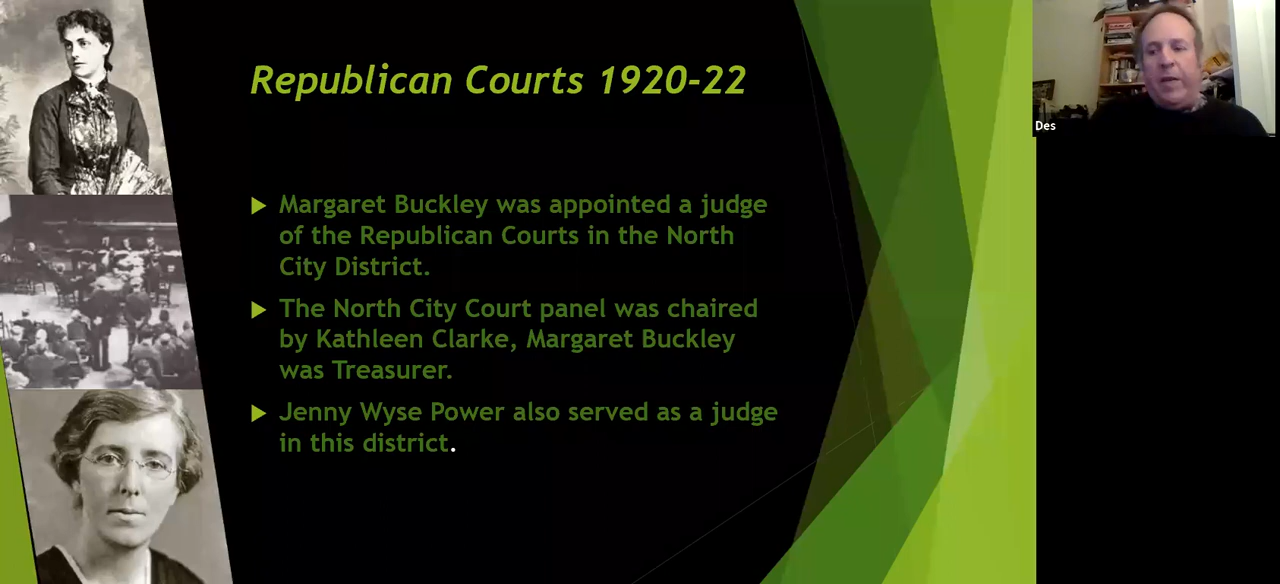 Republican Courts 1920-22
Margaret Buckley was appointed a judge
of the Republican Courts in the North
City District.
The North City Court panel was chaired
by Kathleen Clarke, Margaret Buckley
was Treasurer.
Jenny Wyse Power also served as a judge
in this district.
Des